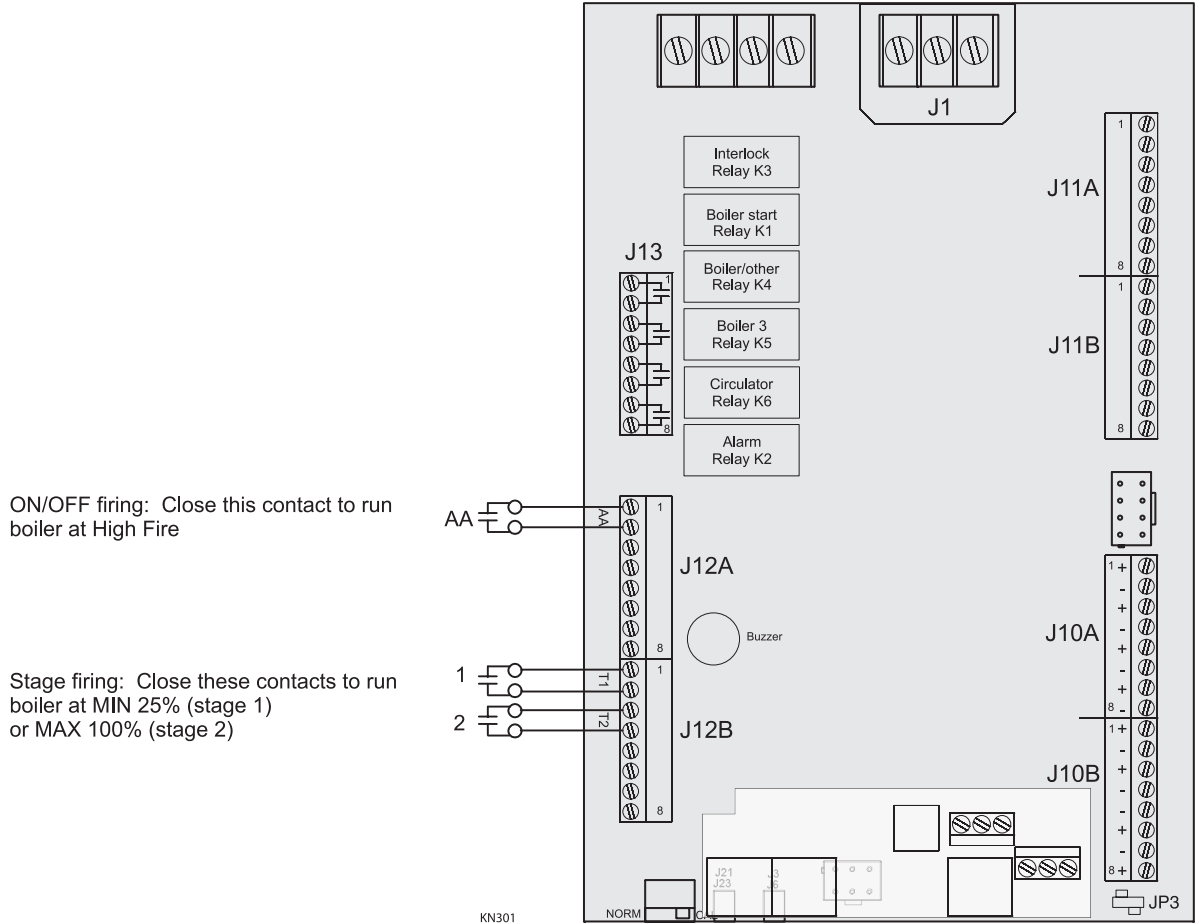 J1
Interlock
Relay K3
Boiler start
Relay K1
Boiler/other
Relay K4
Boiler 3
Relay K5
Circulator
Relay K6
Alarm
Relay K2
J13
1
8
J11A
1
8
J11B
1
8
ON/OFF firing: Close this contact to run
boiler at High Fire
AA
AA
1
J12A
8
Buzzer
Stage firing: Close these contacts to run
boiler at MIN 25% (stage 1)
or MAX 100% (stage 2)
1
2
T1
T2
1
J12B
8
J10A
1 +
-
+
-
+
-
+
8 -
J10B
1 +
-
+
-
-
+
-
8 +
J21
J23
NORM
JP3
KN301